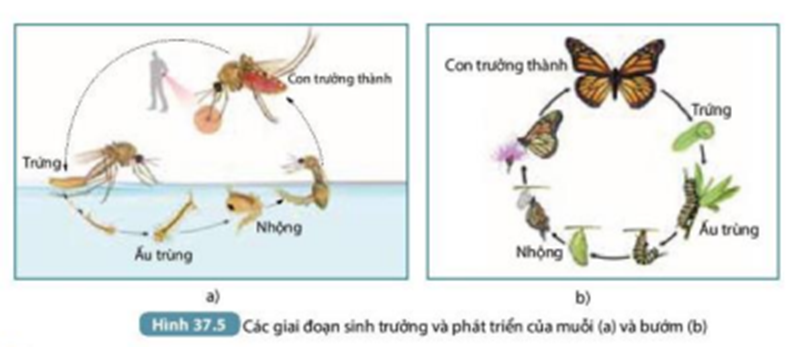 Con trưởng thành
Trứng
Ấu trùng
Nhộng
a)
Con trưởng thành
Trứng
Ấu trùng
Nhộng
b)
Hình 37.5 Các giai đoạn sinh trưởng và phát triển của muỗi (a) và bướm (b)